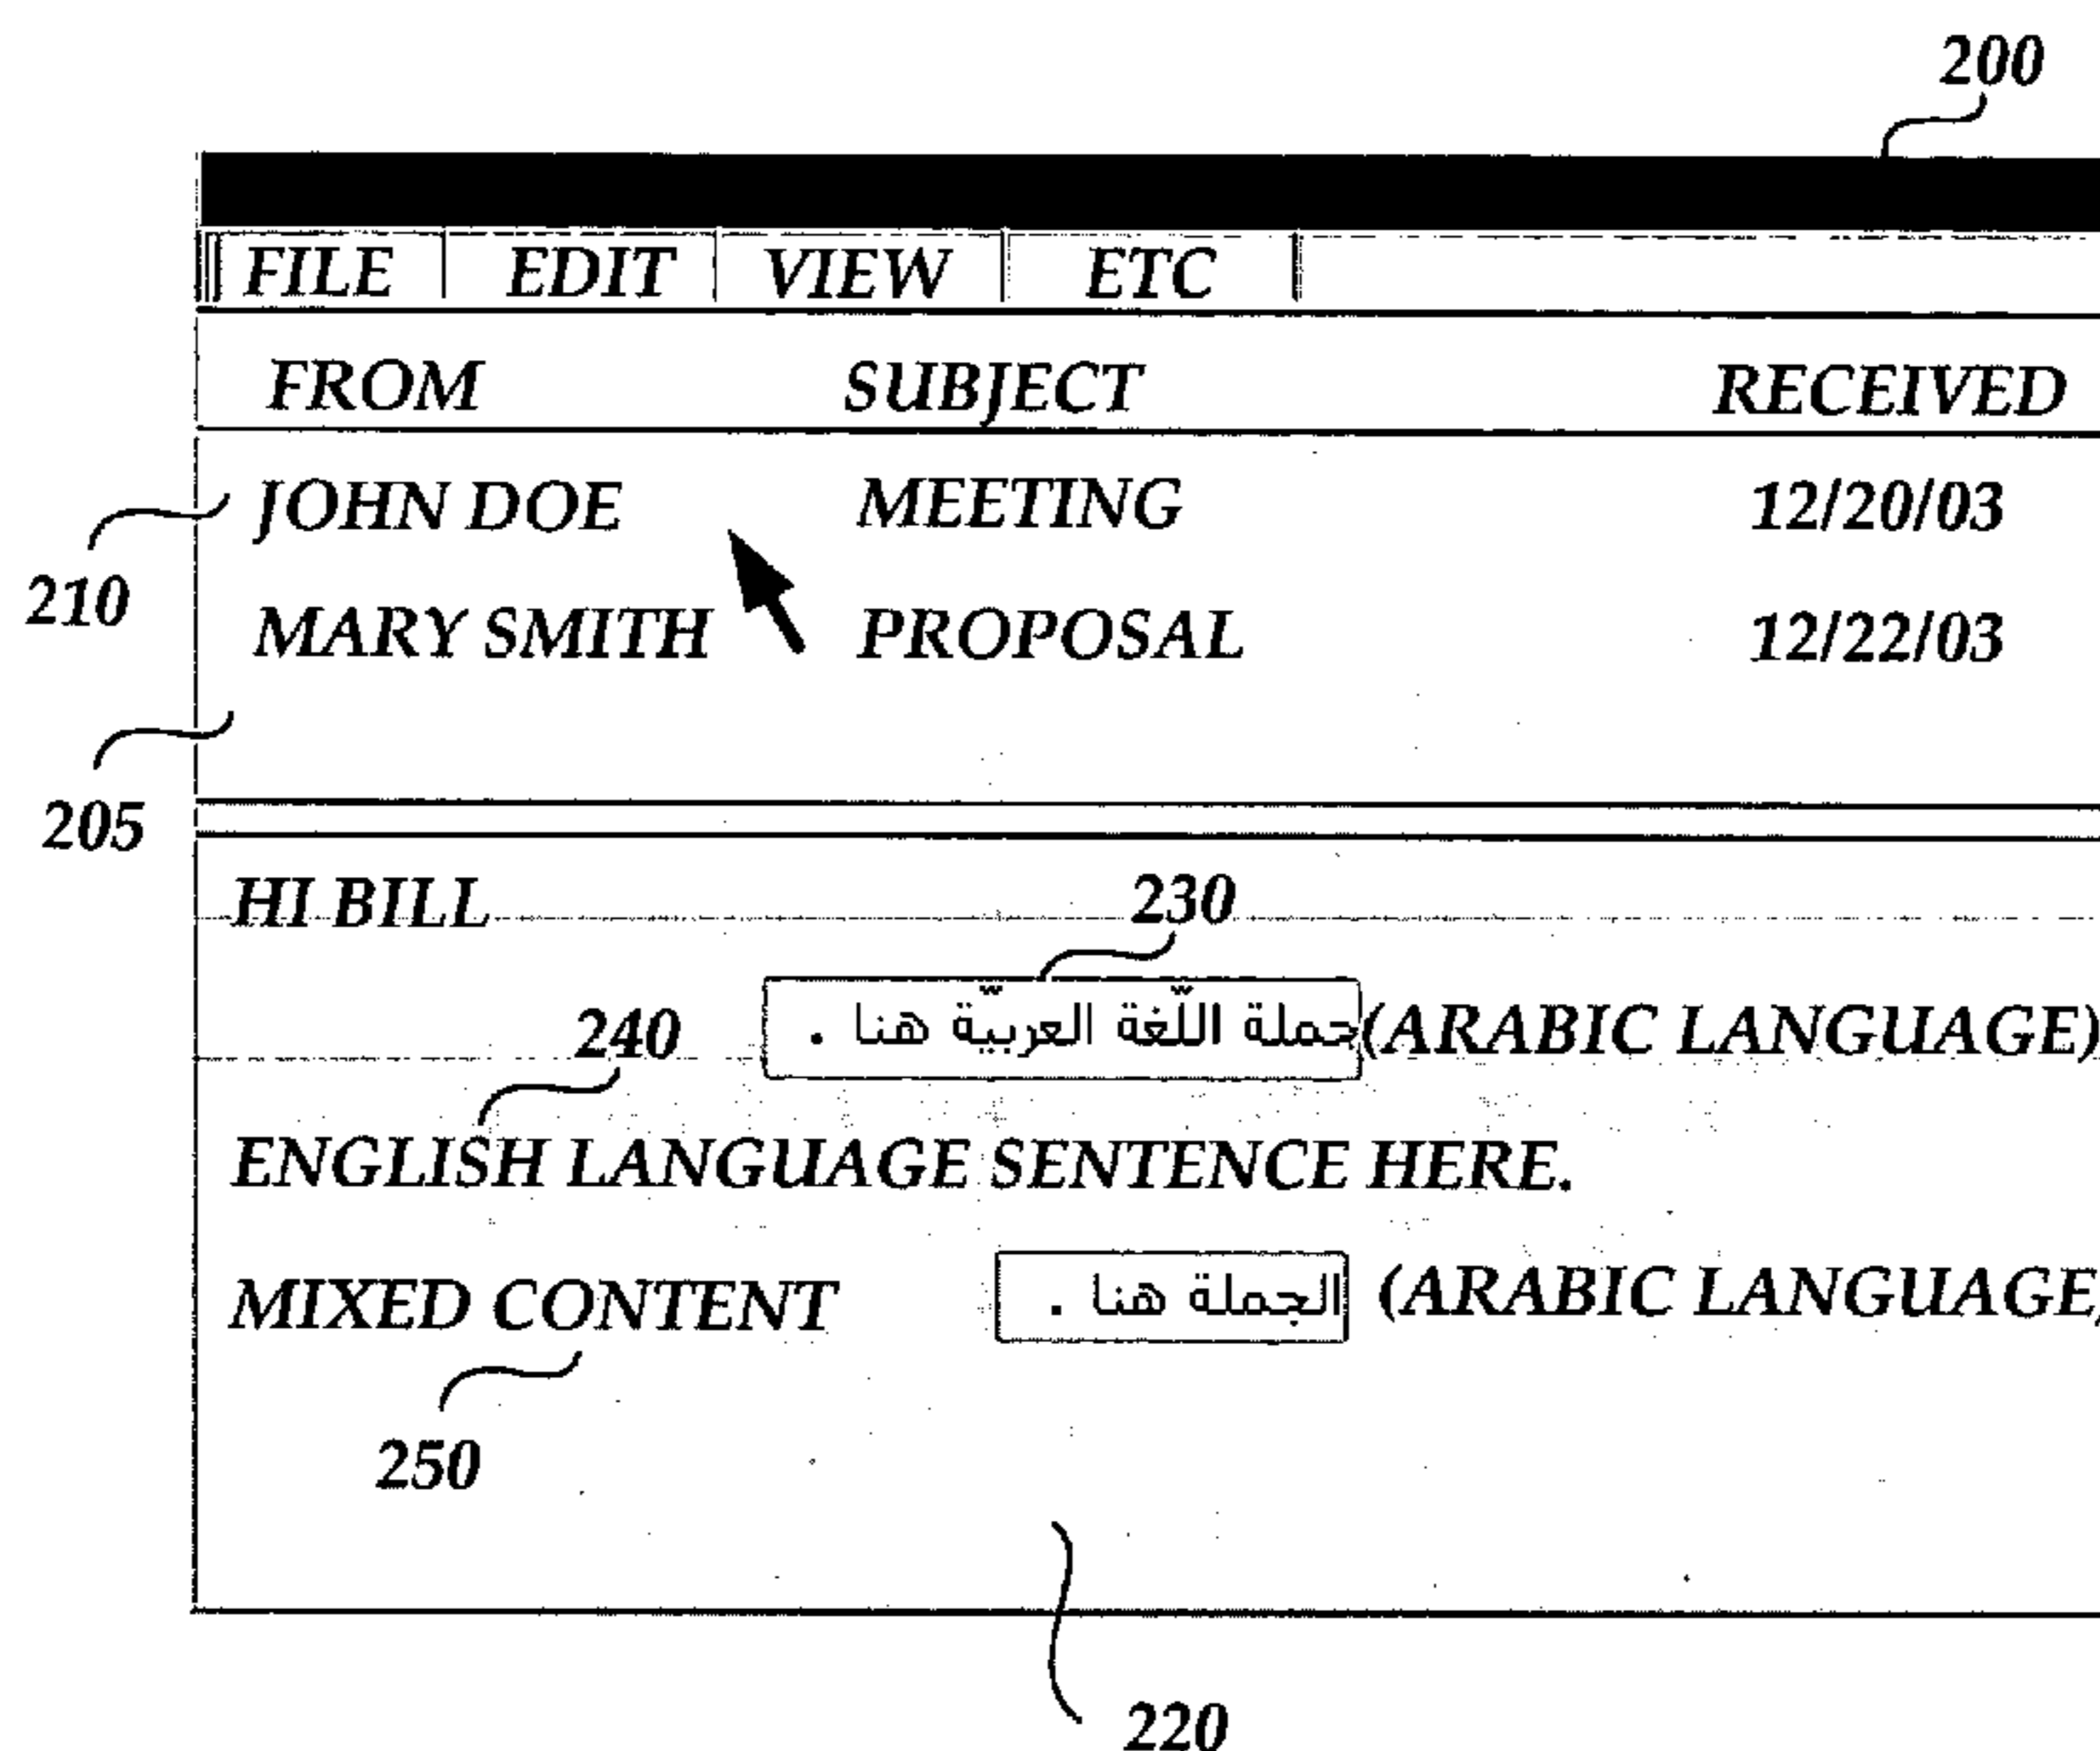 200
FILE EDIT VIEW ETC
FROM SUBJECT RECEIVED
JOHN DOE MEETING 12/20/03
210
MARY SMITH PROPOSAL 12/22/03
205
HI BILL
230
جملة اللّغة العربيّة هنا . (ARABIC LANGUAGE)
240
ENGLISH LANGUAGE SENTENCE HERE.
MIXED CONTENT الجملة هنا . (ARABIC LANGUAGE)
250
220